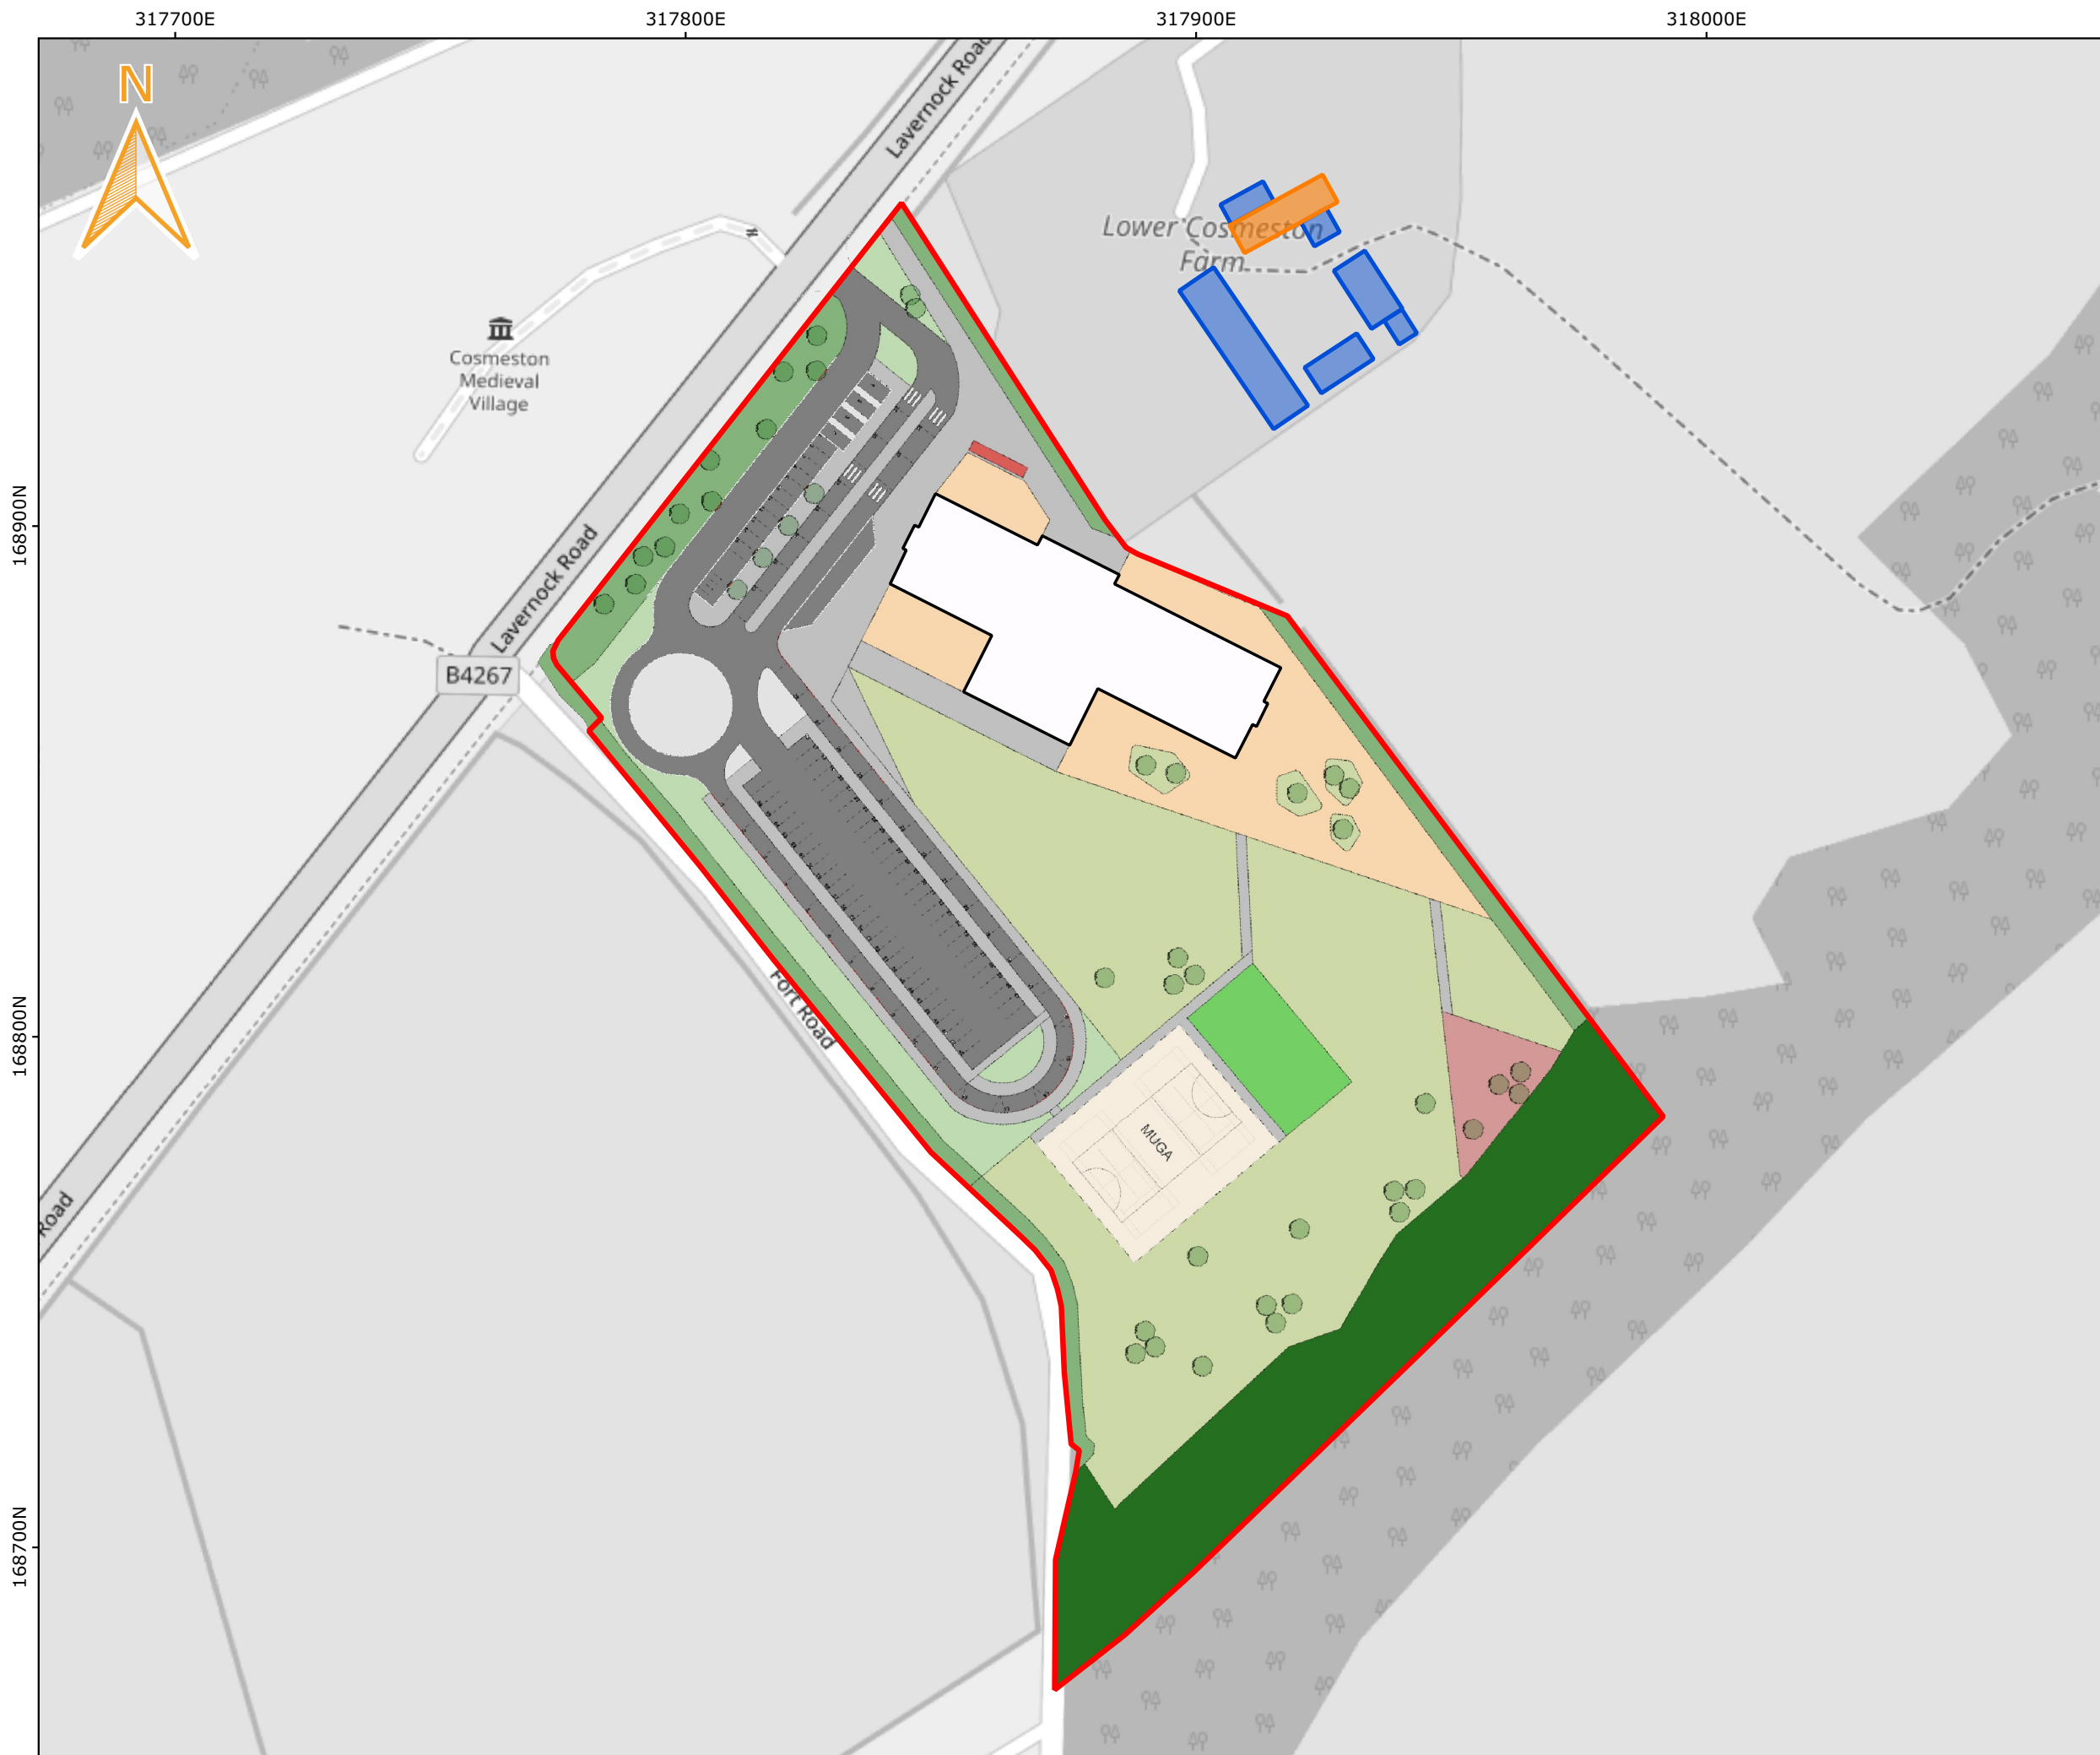 317700E
317800E
317900E
318000E
N
Lavernock Road
Lower Cosmeston
Farm
Cosmeston
Medieval
Village
168900N
Lavernock Road
B4267
Fort Road
168800N
MUGA
Road
168700N